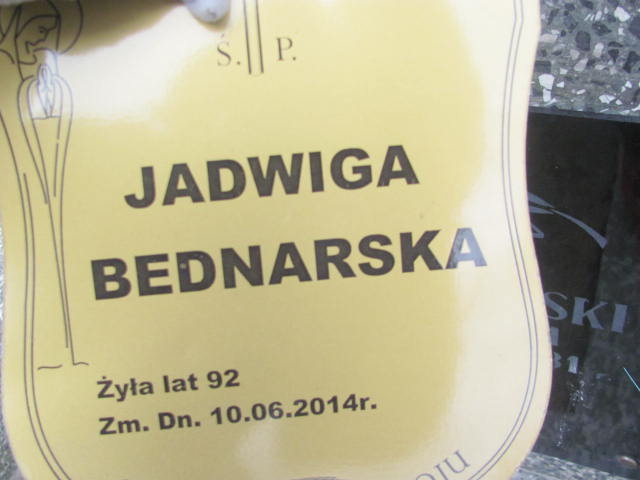 Ś. P.
JADWIGA
BEDNARSKA
Żyła lat 92
Zm. Dn. 10.06.2014r.